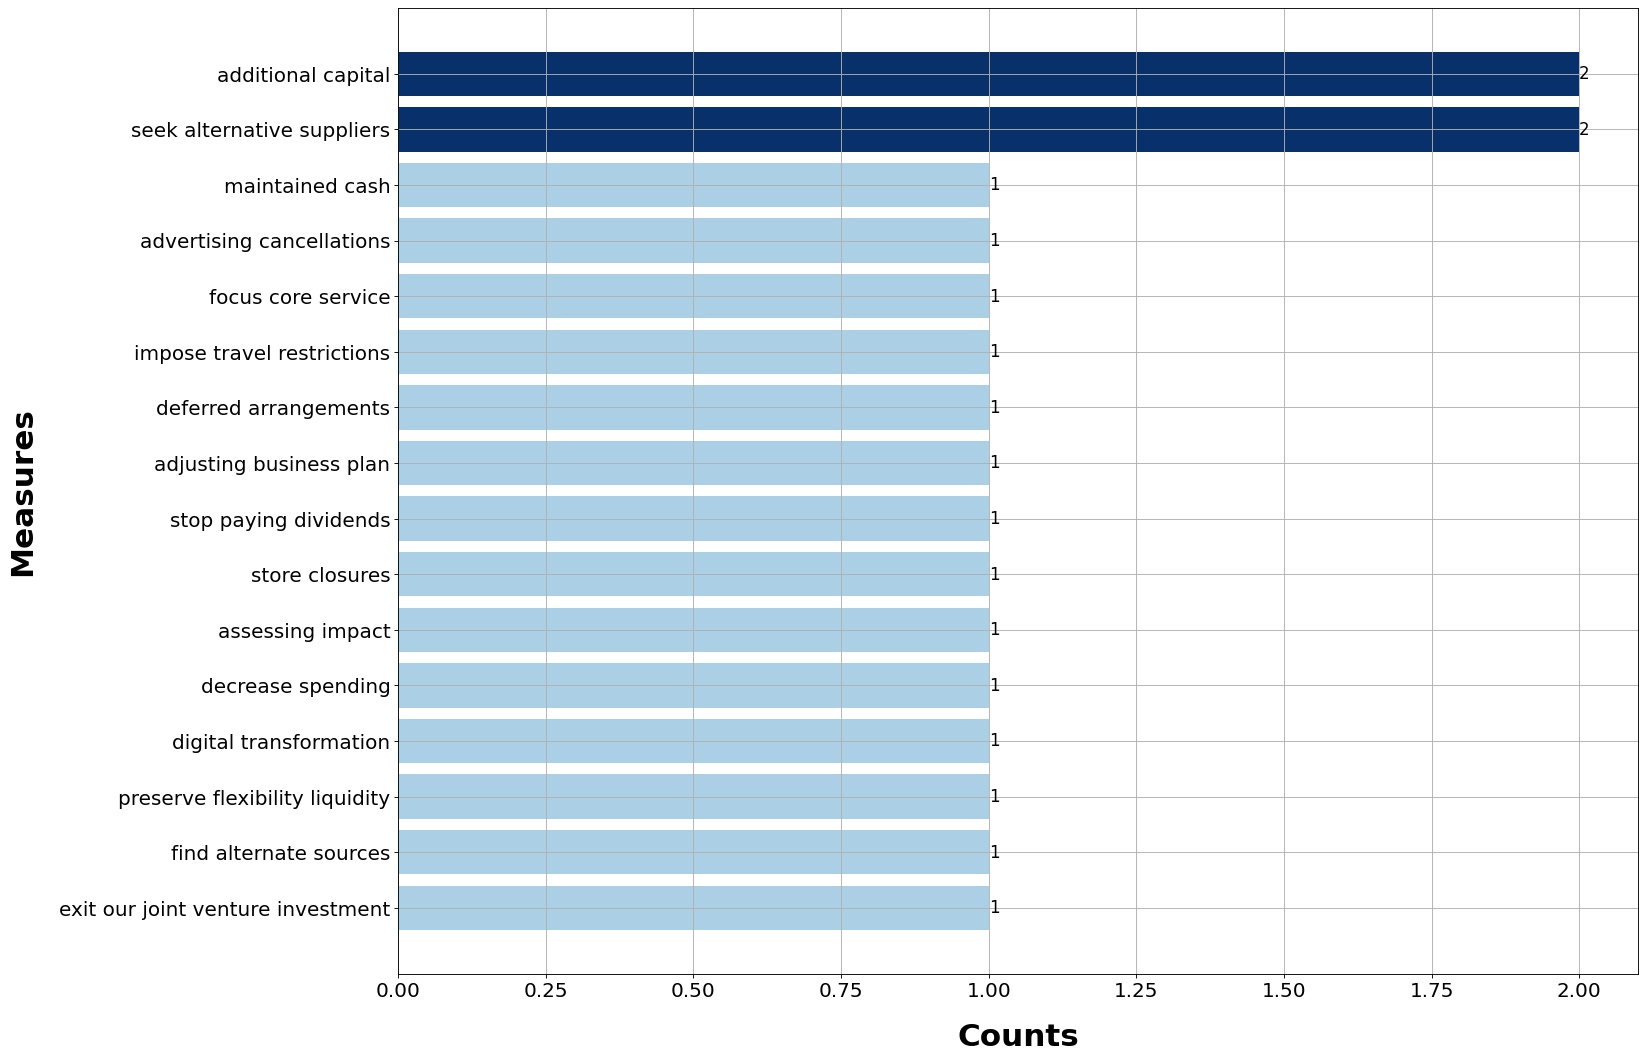 additional capital 2
seek alternative suppliers 2
maintained cash 1
advertising cancellations 1
focus core service 1
impose travel restrictions 1
deferred arrangements 1
adjusting business plan 1
stop paying dividends 1
store closures 1
assessing impact 1
decrease spending 1
digital transformation 1
preserve flexibility liquidity 1
find alternate sources 1
exit our joint venture investment 1
Measures
0.00 0.25 0.50 0.75 1.00 1.25 1.50 1.75 2.00
Counts